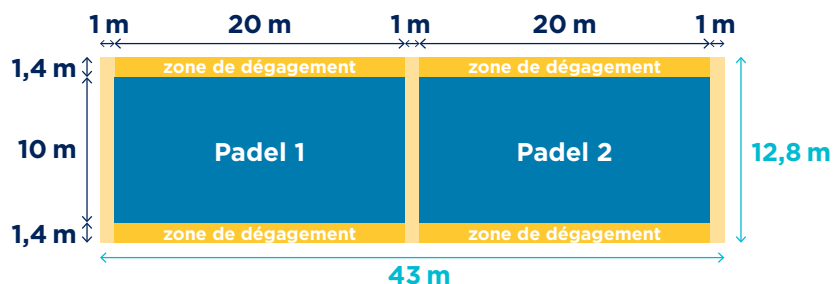 1 m 20 m 1 m 20 m 1 m
1,4 m zone de dégagement zone de dégagement
10 m Padel 1 Padel 2 12,8 m
1,4 m zone de dégagement zone de dégagement
43 m